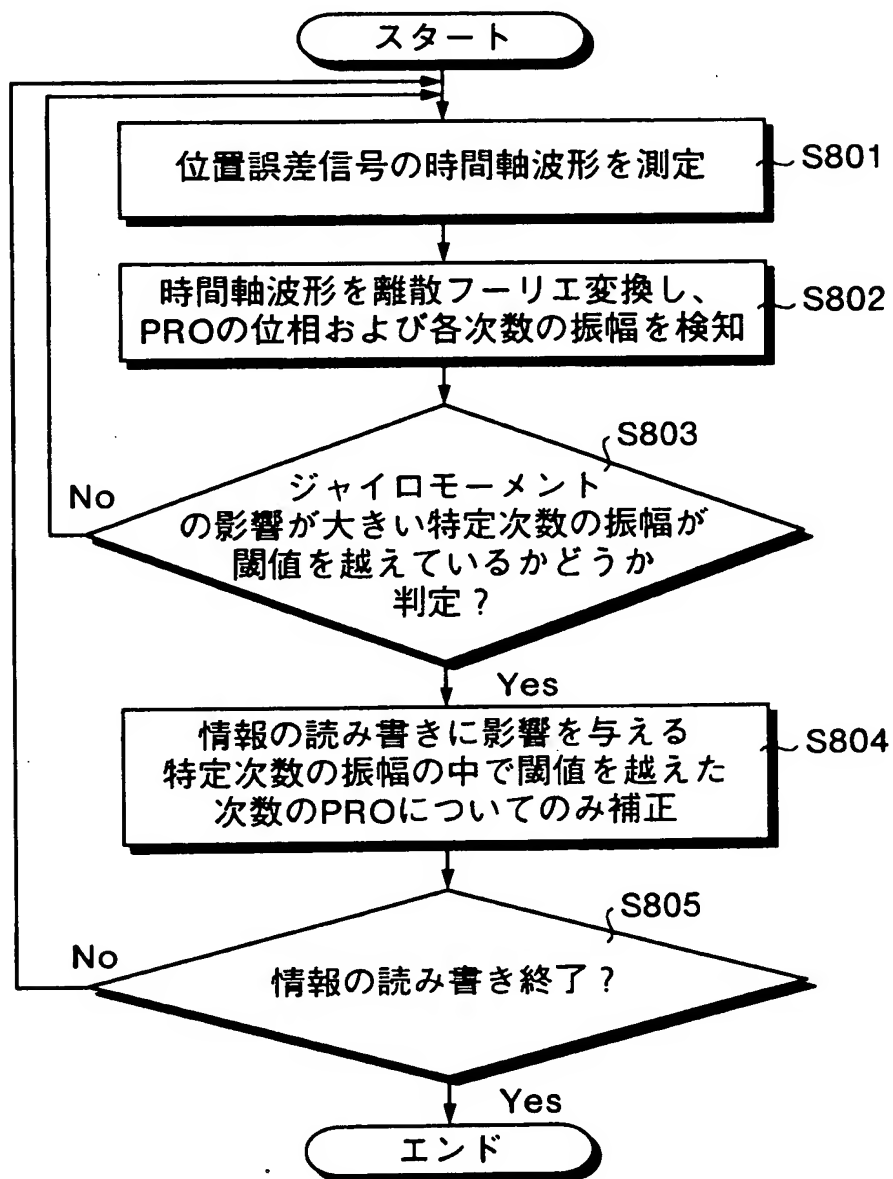 スタート
位置誤差信号の時間軸波形を測定
S801
時間軸波形を離散フーリエ変換し、
PROの位相および各次数の振幅を検知
S802
S803
No
ジャイロモーメント
の影響が大きい特定次数の振幅が
閾値を越えているかどうか
判定？
Yes
情報の読み書きに影響を与える
特定次数の振幅の中で閾値を越えた
次数のPROについてのみ補正
S804
S805
No
情報の読み書き終了？
Yes
エンド